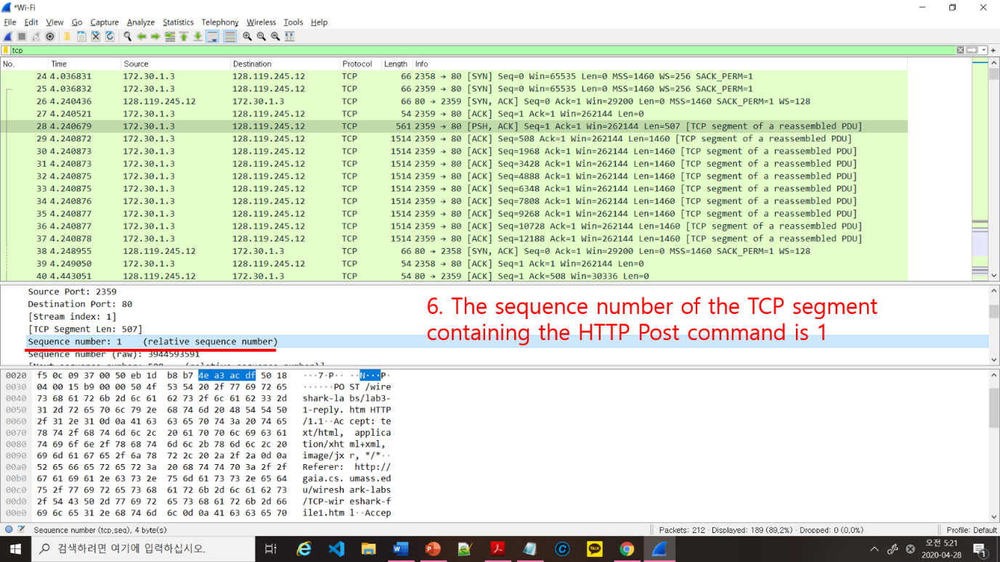 *Wi-Fi
File Edit View Go Capture Analyze Statistics Telephony Wireless Tools Help
tcp
No. Time Source Destination Protocol Length Info
24 4.036831 172.30.1.3 128.119.245.12 TCP 66 2358 → 80 [SYN] Seq=0 Win=65535 Len=0 MSS=1460 WS=256 SACK_PERM=1
25 4.036832 172.30.1.3 128.119.245.12 TCP 66 2359 → 80 [SYN] Seq=0 Win=65535 Len=0 MSS=1460 WS=256 SACK_PERM=1
26 4.240436 128.119.245.12 172.30.1.3 TCP 66 80 → 2359 [SYN, ACK] Seq=0 Ack=1 Win=29200 Len=0 MSS=1460 SACK_PERM=1 WS=128
27 4.240521 172.30.1.3 128.119.245.12 TCP 54 2359 → 80 [ACK] Seq=1 Ack=1 Win=262144 Len=0
28 4.240679 172.30.1.3 128.119.245.12 TCP 561 2359 → 80 [PSH, ACK] Seq=1 Ack=1 Win=262144 Len=507 [TCP segment of a reassembled PDU]
29 4.240872 172.30.1.3 128.119.245.12 TCP 1514 2359 → 80 [ACK] Seq=508 Ack=1 Win=262144 Len=1460 [TCP segment of a reassembled PDU]
30 4.240873 172.30.1.3 128.119.245.12 TCP 1514 2359 → 80 [ACK] Seq=1968 Ack=1 Win=262144 Len=1460 [TCP segment of a reassembled PDU]
31 4.240873 172.30.1.3 128.119.245.12 TCP 1514 2359 → 80 [ACK] Seq=3428 Ack=1 Win=262144 Len=1460 [TCP segment of a reassembled PDU]
32 4.240875 172.30.1.3 128.119.245.12 TCP 1514 2359 → 80 [ACK] Seq=4888 Ack=1 Win=262144 Len=1460 [TCP segment of a reassembled PDU]
33 4.240875 172.30.1.3 128.119.245.12 TCP 1514 2359 → 80 [ACK] Seq=6348 Ack=1 Win=262144 Len=1460 [TCP segment of a reassembled PDU]
34 4.240876 172.30.1.3 128.119.245.12 TCP 1514 2359 → 80 [ACK] Seq=7808 Ack=1 Win=262144 Len=1460 [TCP segment of a reassembled PDU]
35 4.240877 172.30.1.3 128.119.245.12 TCP 1514 2359 → 80 [ACK] Seq=9268 Ack=1 Win=262144 Len=1460 [TCP segment of a reassembled PDU]
36 4.240877 172.30.1.3 128.119.245.12 TCP 1514 2359 → 80 [ACK] Seq=10728 Ack=1 Win=262144 Len=1460 [TCP segment of a reassembled PDU]
37 4.240878 172.30.1.3 128.119.245.12 TCP 1514 2359 → 80 [ACK] Seq=12188 Ack=1 Win=262144 Len=1460 [TCP segment of a reassembled PDU]
38 4.248955 128.119.245.12 172.30.1.3 TCP 66 80 → 2358 [SYN, ACK] Seq=0 Ack=1 Win=29200 Len=0 MSS=1460 SACK_PERM=1 WS=128
39 4.249050 172.30.1.3 128.119.245.12 TCP 54 2358 → 80 [ACK] Seq=1 Ack=1 Win=262144 Len=0
40 4.443051 128.119.245.12 172.30.1.3 TCP 54 80 → 2359 [ACK] Seq=1 Ack=508 Win=30336 Len=0
Source Port: 2359
Destination Port: 80
[Stream index: 1]
[TCP Segment Len: 507]
Sequence number: 1 (relative sequence number)
Sequence number (raw): 3944593591
6. The sequence number of the TCP segment
containing the HTTP Post command is 1
0020 f5 0c 09 37 00 50 eb 1d b8 b7 4e a3 ac df 50 18 ···7·P·· ··N···P·
0030 04 00 15 b9 00 00 50 4f 53 54 20 2f 77 69 72 65 ······PO ST /wire
0040 73 68 61 72 6b 2d 6c 61 62 73 2f 6c 61 62 33 2d shark-la bs/lab3-
0050 31 2d 72 65 70 6c 79 2e 68 74 6d 20 48 54 54 50 1-reply. htm HTTP
0060 2f 31 2e 31 0d 0a 41 63 63 65 70 74 3a 20 74 65 /1.1··Ac cept: te
0070 78 74 2f 68 74 6d 6c 2c 20 61 70 70 6c 69 63 61 xt/html, applica
0080 74 69 6f 6e 2f 78 68 74 6d 6c 2b 78 6d 6c 2c 20 tion/xht ml+xml,
0090 69 6d 61 67 65 2f 6a 78 72 2c 20 2a 2f 2a 0d 0a image/jx r, */*··
00a0 52 65 66 65 72 65 72 3a 20 68 74 74 70 3a 2f 2f Referer: http://
00b0 67 61 69 61 2e 63 73 2e 75 6d 61 73 73 2e 65 64 gaia.cs. umass.ed
00c0 75 2f 77 69 72 65 73 68 61 72 6b 2d 6c 61 62 73 u/wiresh ark-labs
00d0 2f 54 43 50 2d 77 69 72 65 73 68 61 72 6b 2d 66 /TCP-wir eshark-f
00e0 69 6c 65 31 2e 68 74 6d 6c 0d 0a 41 63 63 65 70 ile1.htm l··Accep
Sequence number (tcp.seq), 4 byte(s)
Packets: 212 · Displayed: 189 (89,2%) · Dropped: 0 (0,0%)
Profile: Default
검색하려면 여기에 입력하십시오.
TALK
오전 5:21
2020-04-28
1